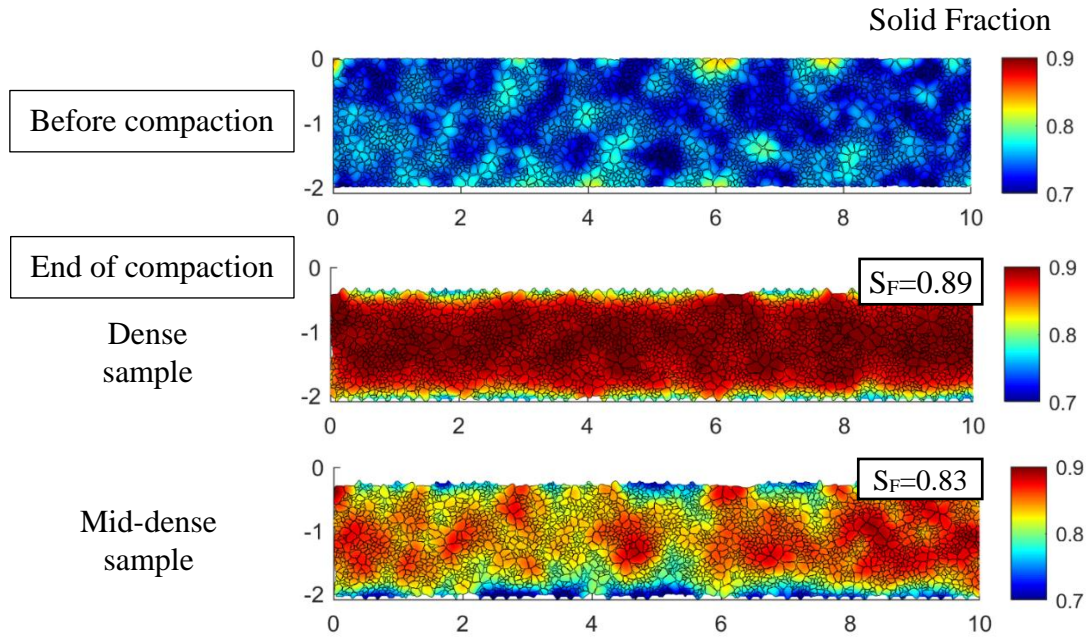 Solid Fraction
0
-1
-2
0 2 4 6 8 10
0.9
0.8
0.7
Before compaction
End of compaction
Dense
sample
0
-1
-2
0 2 4 6 8 10
S_F=0.89
0.9
0.8
0.7
Mid-dense
sample
0
-1
-2
0 2 4 6 8 10
S_F=0.83
0.9
0.8
0.7